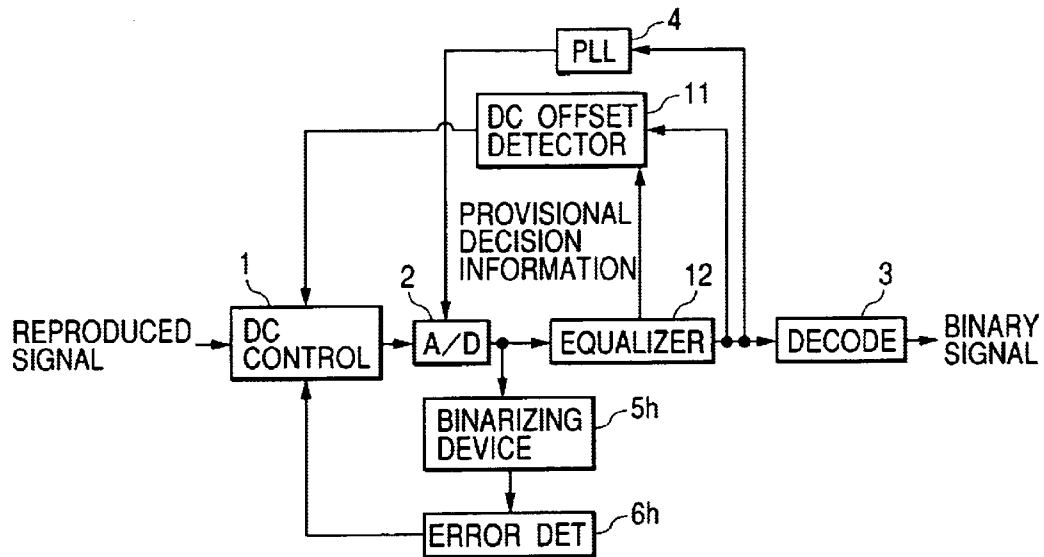 4
PLL
11
DC OFFSET
DETECTOR
PROVISIONAL
DECISION
INFORMATION
1
2
12
3
REPRODUCED
SIGNAL
DC
CONTROL
A/D
EQUALIZER
DECODE
BINARY
SIGNAL
BINARIZING
DEVICE
5h
ERROR DET
6h